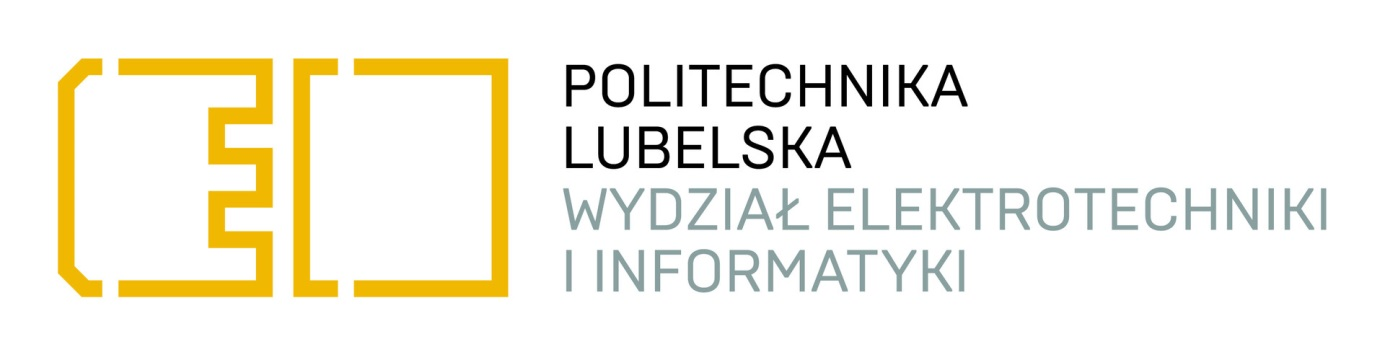 POLITECHNIKA
LUBELSKA
WYDZIAŁ ELEKTROTECHNIKI
I INFORMATYKI